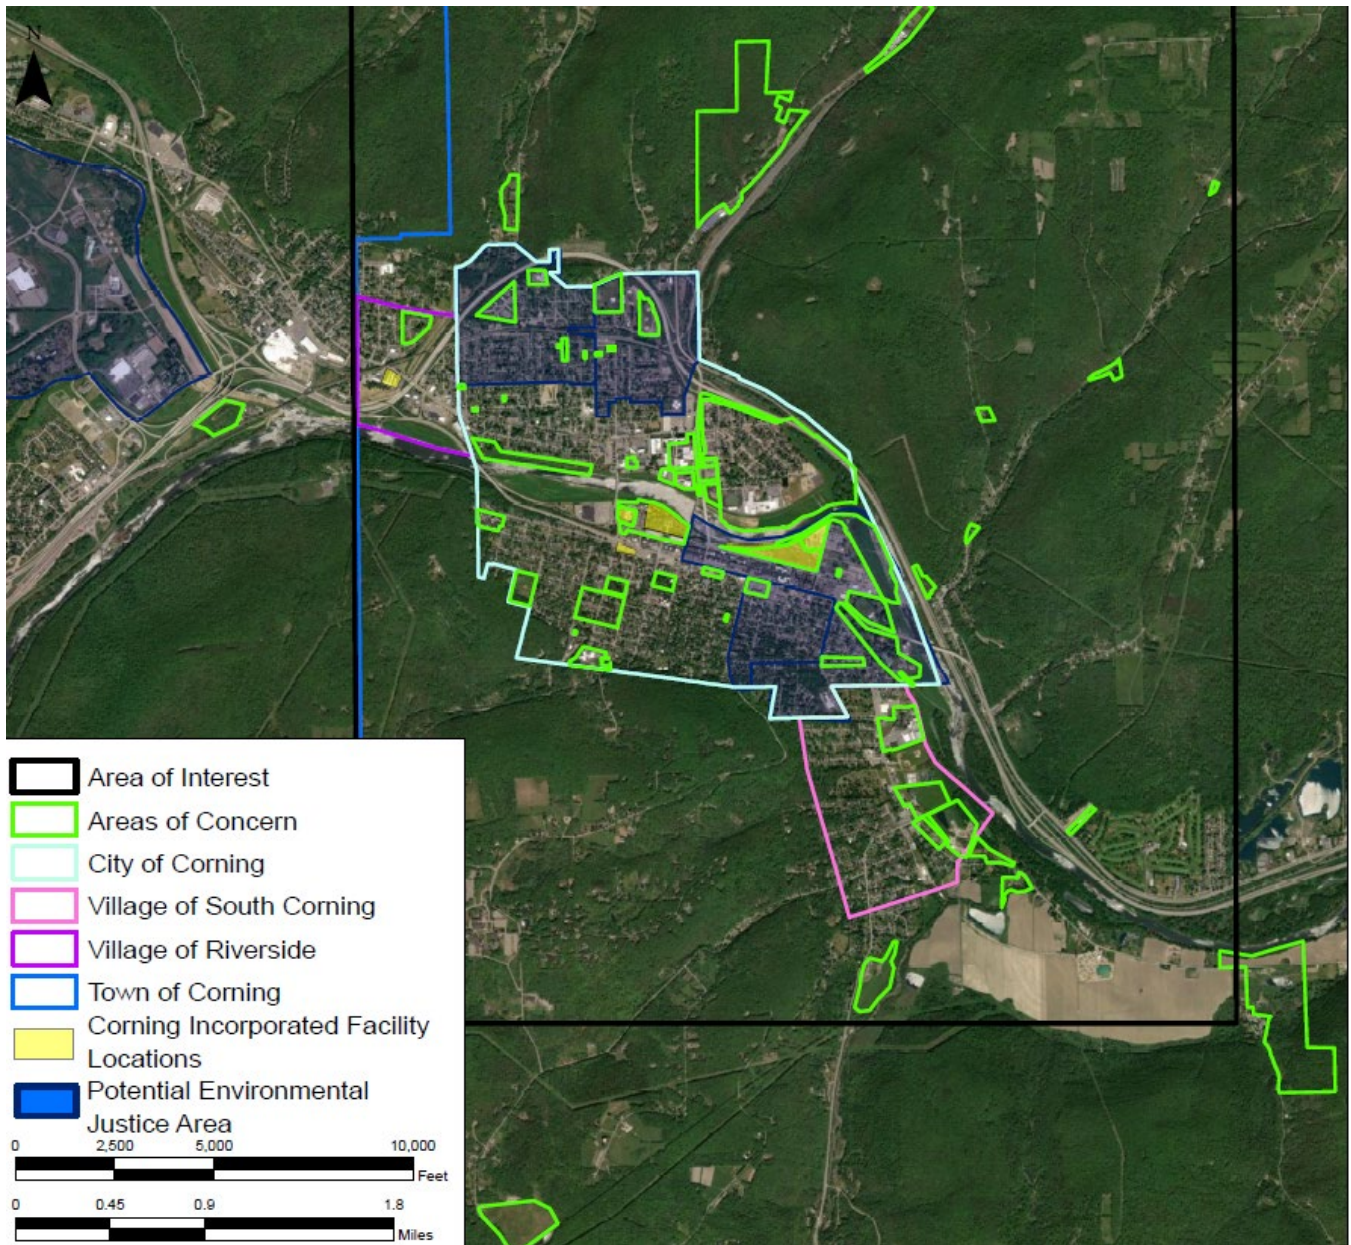 N
Area of Interest
Areas of Concern
City of Corning
Village of South Corning
Village of Riverside
Town of Corning
Corning Incorporated Facility
Locations
Potential Environmental
Justice Area
0 2,500 5,000 10,000
Feet
0 0.45 0.9 1.8
Miles